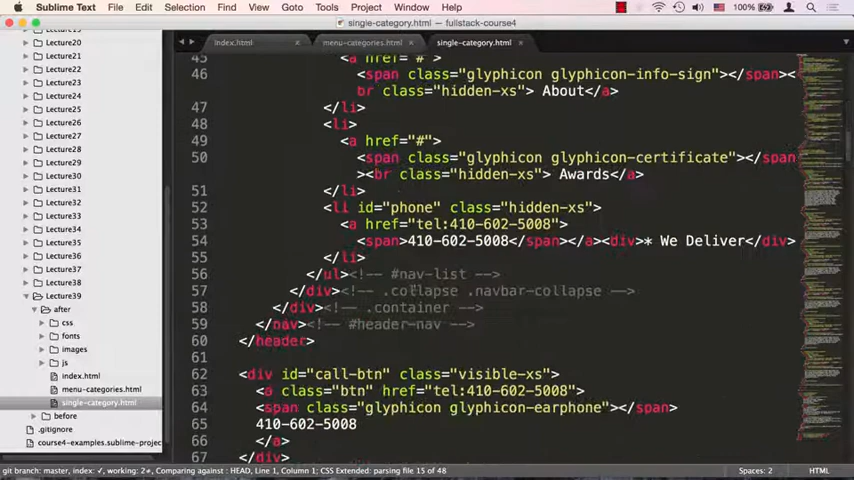 Sublime Text File Edit Selection Find View Goto Tools Project Window Help 100%
single-category.html — fullstack-course4
index.html × menu-categories.html × single-category.html ×
Lecture19
Lecture20
Lecture21
Lecture22
Lecture23
Lecture24
Lecture25
Lecture26
Lecture27
Lecture28
Lecture29
Lecture30
Lecture31
Lecture32
Lecture33
Lecture34
Lecture35
Lecture36
Lecture37
Lecture38
Lecture39
after
css
fonts
images
js
index.html
menu-categories.html
single-category.html
before
.gitignore
course4-examples.sublime-projec
45 <a href="#">
46 <span class="glyphicon glyphicon-info-sign"></span><
br class="hidden-xs"> About</a>
47 </li>
48 <li>
49 <a href="#">
50 <span class="glyphicon glyphicon-certificate"></span
><br class="hidden-xs"> Awards</a>
51 </li>
52 <li id="phone" class="hidden-xs">
53 <a href="tel:410-602-5008">
54 <span>410-602-5008</span></a><div>* We Deliver</div>
55 </li>
56 </ul><!-- #nav-list -->
57 </div><!-- .collapse .navbar-collapse -->
58 </div><!-- .container -->
59 </nav><!-- #header-nav -->
60 </header>
61
62 <div id="call-btn" class="visible-xs">
63 <a class="btn" href="tel:410-602-5008">
64 <span class="glyphicon glyphicon-earphone"></span>
65 410-602-5008
66 </a>
67 </div>
git branch: master, index: ✓, working: 2≠, Comparing against : HEAD, Line 1, Column 1; CSS Extended: parsing file 15 of 48 Spaces: 2 HTML